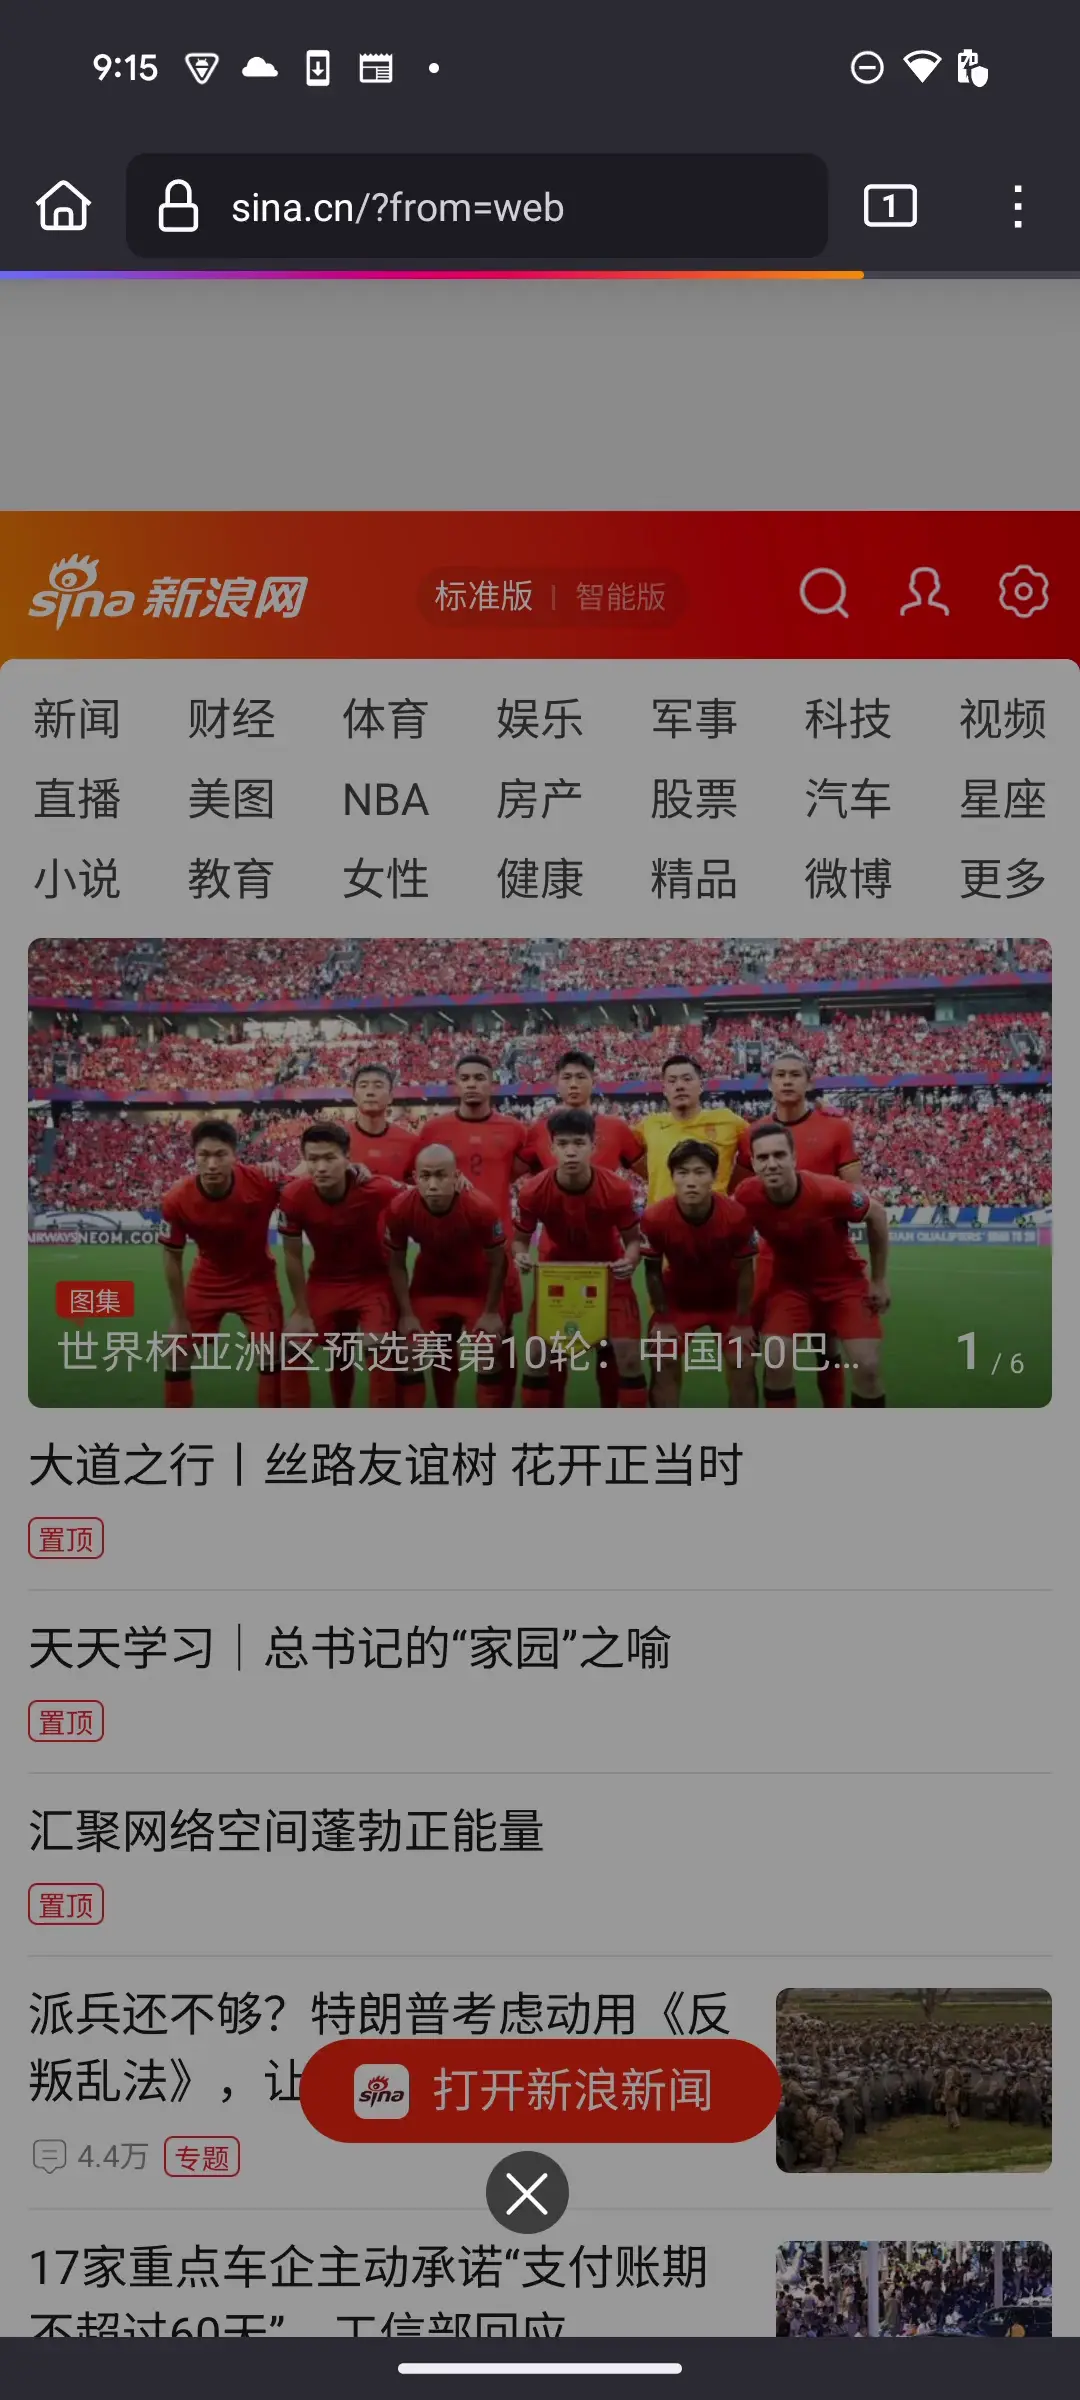 9:15
sina.cn/?from=web
1
sina 新浪网
标准版 | 智能版
新闻 财经 体育 娱乐 军事 科技 视频
直播 美图 NBA 房产 股票 汽车 星座
小说 教育 女性 健康 精品 微博 更多
AIRWAYS NEOM.CO
SIAN QUALIFIERS
图集
世界杯亚洲区预选赛第10轮：中国1-0巴...
1 / 6
大道之行丨丝路友谊树 花开正当时
置顶
天天学习｜总书记的“家园”之喻
置顶
汇聚网络空间蓬勃正能量
置顶
派兵还不够？特朗普考虑动用《反
叛乱法》，让
sina 打开新浪新闻
4.4万 专题
17家重点车企主动承诺“支付账期
不超过60天” 工信部回应